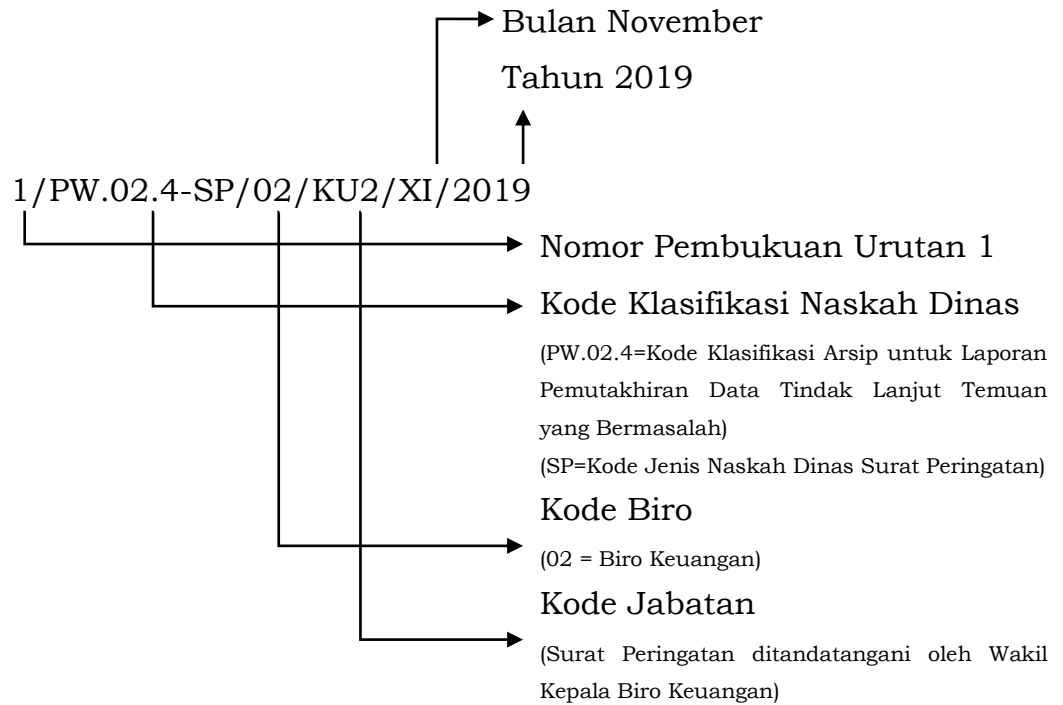 Bulan November
Tahun 2019
1/PW.02.4-SP/02/KU2/XI/2019
Nomor Pembukuan Urutan 1
Kode Klasifikasi Naskah Dinas
(PW.02.4=Kode Klasifikasi Arsip untuk Laporan
Pemutakhiran Data Tindak Lanjut Temuan
yang Bermasalah)
(SP=Kode Jenis Naskah Dinas Surat Peringatan)
Kode Biro
(02 = Biro Keuangan)
Kode Jabatan
(Surat Peringatan ditandatangani oleh Wakil
Kepala Biro Keuangan)